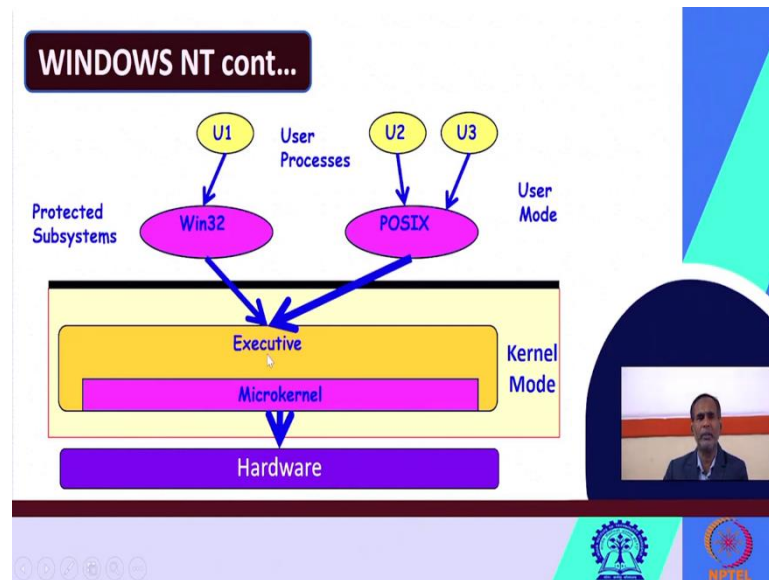 WINDOWS NT cont...
U1
User
Processes
U2
U3
Protected
Subsystems
Win32
POSIX
User
Mode
Executive
Microkernel
Kernel
Mode
Hardware
NPTEL